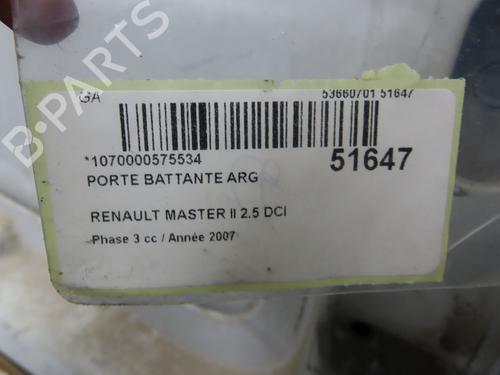 GA
53660701 51647
*1070000575534
51647
PORTE BATTANTE ARG
RENAULT MASTER II 2.5 DCI
Phase 3 cc / Année 2007
B-PARTS